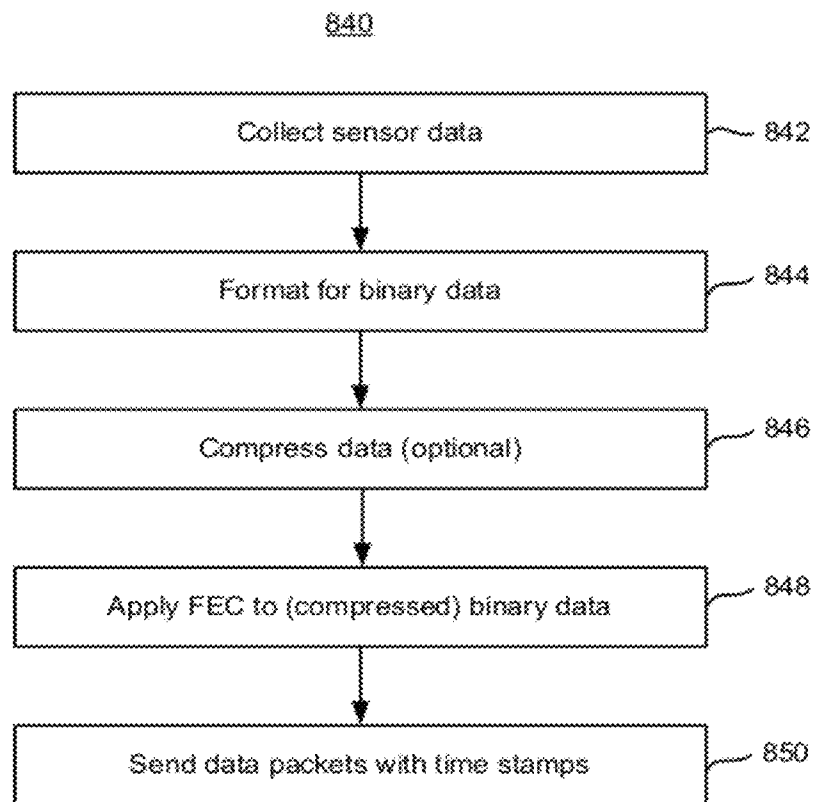 840
Collect sensor data
842
Format for binary data
844
Compress data (optional)
846
Apply FEC to (compressed) binary data
848
Send data packets with time stamps
850